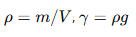 ρ = m/V, γ = ρg